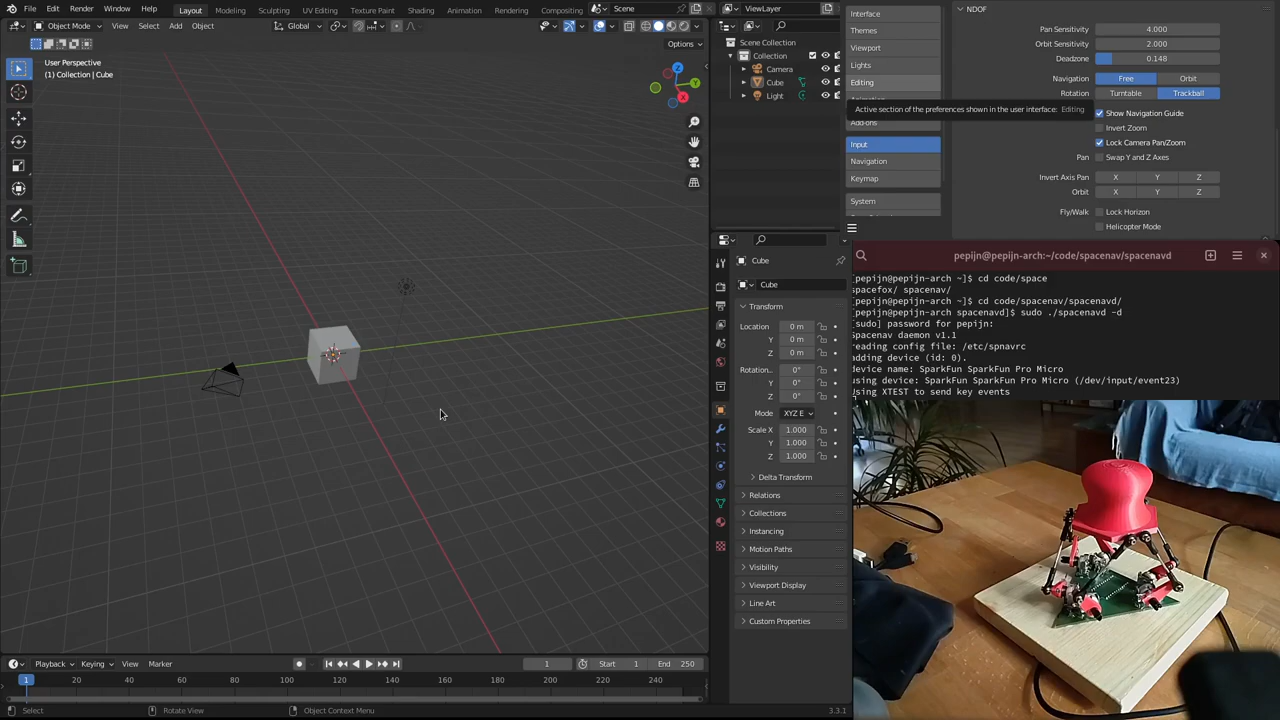 File Edit Render Window Help
Layout Modeling Sculpting UV Editing Texture Paint Shading Animation Rendering
Scene
ViewLayer
Object Mode
View Select Add Object
Global
Options
User Perspective
(1) Collection | Cube
Z
Y
X
Scene Collection
Collection
Camera
Cube
Light
Cube
Cube
Transform
Location 0 m
Y 0 m
Z 0 m
Rotation... 0°
Y 0°
Z 0°
Mode XYZ E
Scale X 1.000
Y 1.000
Z 1.000
Delta Transform
Relations
Collections
Instancing
Motion Paths
Visibility
Viewport Display
Line Art
Custom Properties
Interface
Themes
Viewport
Lights
Editing
Active section of the preferences shown in the user interface: Editing
Add-ons
Input
Navigation
Keymap
System
NDOF
Pan Sensitivity 4.000
Orbit Sensitivity 2.000
Deadzone 0.148
Navigation Free Orbit
Rotation Turntable Trackball
Show Navigation Guide
Invert Zoom
Lock Camera Pan/Zoom
Pan Swap Y and Z Axes
Invert Axis Pan X Y Z
Orbit X Y Z
Fly/Walk Lock Horizon
Helicopter Mode
pepijn@pepijn-arch:~/code/spacenav/spacenavd
[pepijn@pepijn-arch ~]$ cd code/space
spacefox/ spacenav/
[pepijn@pepijn-arch ~]$ cd code/spacenav/spacenavd/
[pepijn@pepijn-arch spacenavd]$ sudo ./spacenavd -d
[sudo] password for pepijn:
Spacenav daemon v1.1
reading config file: /etc/spnavrc
adding device (id: 0).
device name: SparkFun SparkFun Pro Micro
using device: SparkFun SparkFun Pro Micro (/dev/input/event23)
Using XTEST to send key events
Playback Keying View Marker
1
Start 1
End 250
1 20 40 60 80 100 120 140 160 180 200 220 240
Select
Rotate View
Object Context Menu
3.3.1